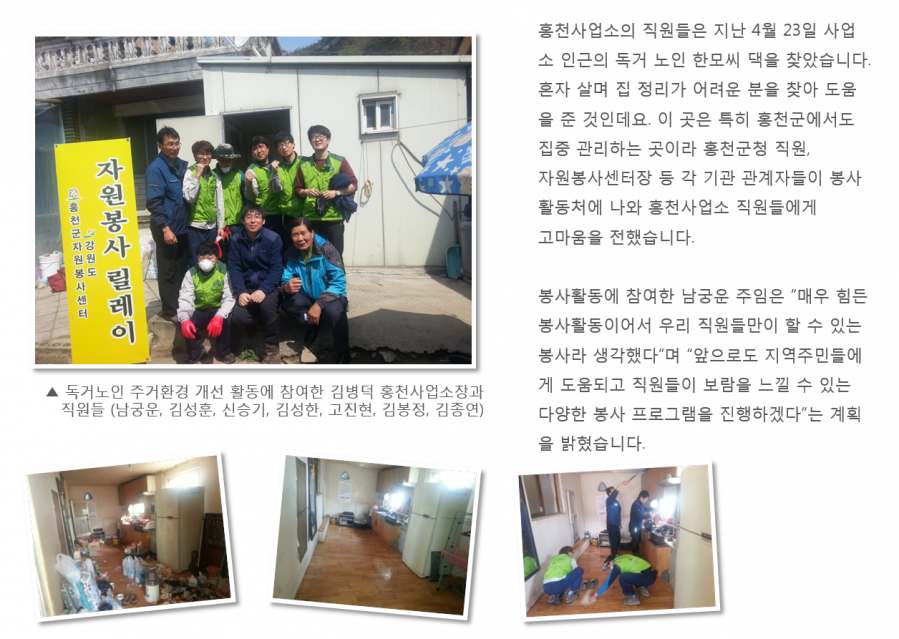 자원봉사 릴레이
강원도
홍천군자원봉사센터
▲ 독거노인 주거환경 개선 활동에 참여한 김병덕 홍천사업소장과
직원들 (남궁운, 김성훈, 신승기, 김성한, 고진현, 김봉정, 김종연)
홍천사업소의 직원들은 지난 4월 23일 사업
소 인근의 독거 노인 한모씨 댁을 찾았습니다.
혼자 살며 집 정리가 어려운 분을 찾아 도움
을 준 것인데요. 이 곳은 특히 홍천군에서도
집중 관리하는 곳이라 홍천군청 직원,
자원봉사센터장 등 각 기관 관계자들이 봉사
활동처에 나와 홍천사업소 직원들에게
고마움을 전했습니다.
봉사활동에 참여한 남궁운 주임은 "매우 힘든
봉사활동이어서 우리 직원들만이 할 수 있는
봉사라 생각했다"며 "앞으로도 지역주민들에
게 도움되고 직원들이 보람을 느낄 수 있는
다양한 봉사 프로그램을 진행하겠다"는 계획
을 밝혔습니다.